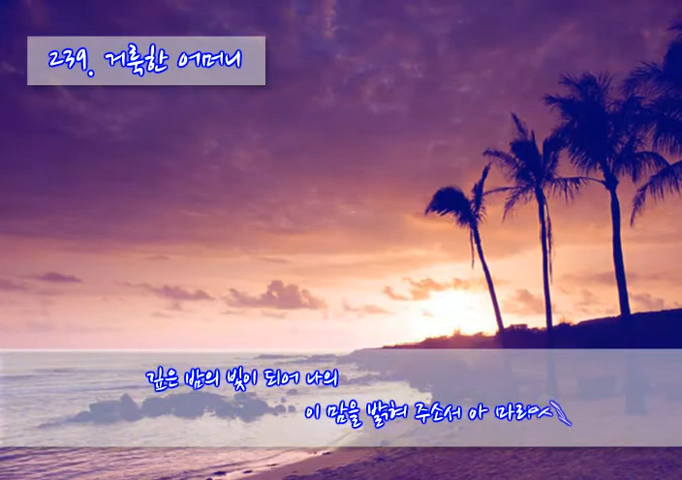 239. 거룩한 어머니
깊은 밤의 빛이 되어 나의
이 맘을 밝혀 주소서 아 마리아